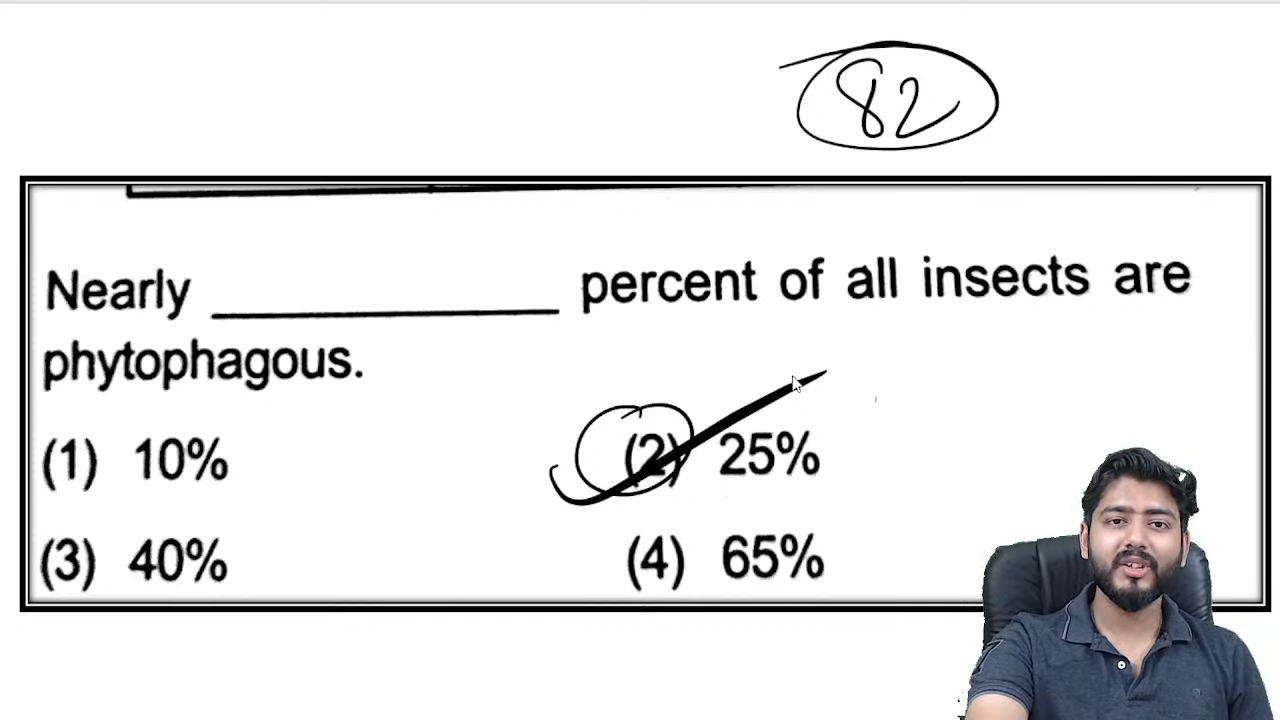 82
Nearly ______________ percent of all insects are
phytophagous.
(1) 10% (2) 25%
(3) 40% (4) 65%